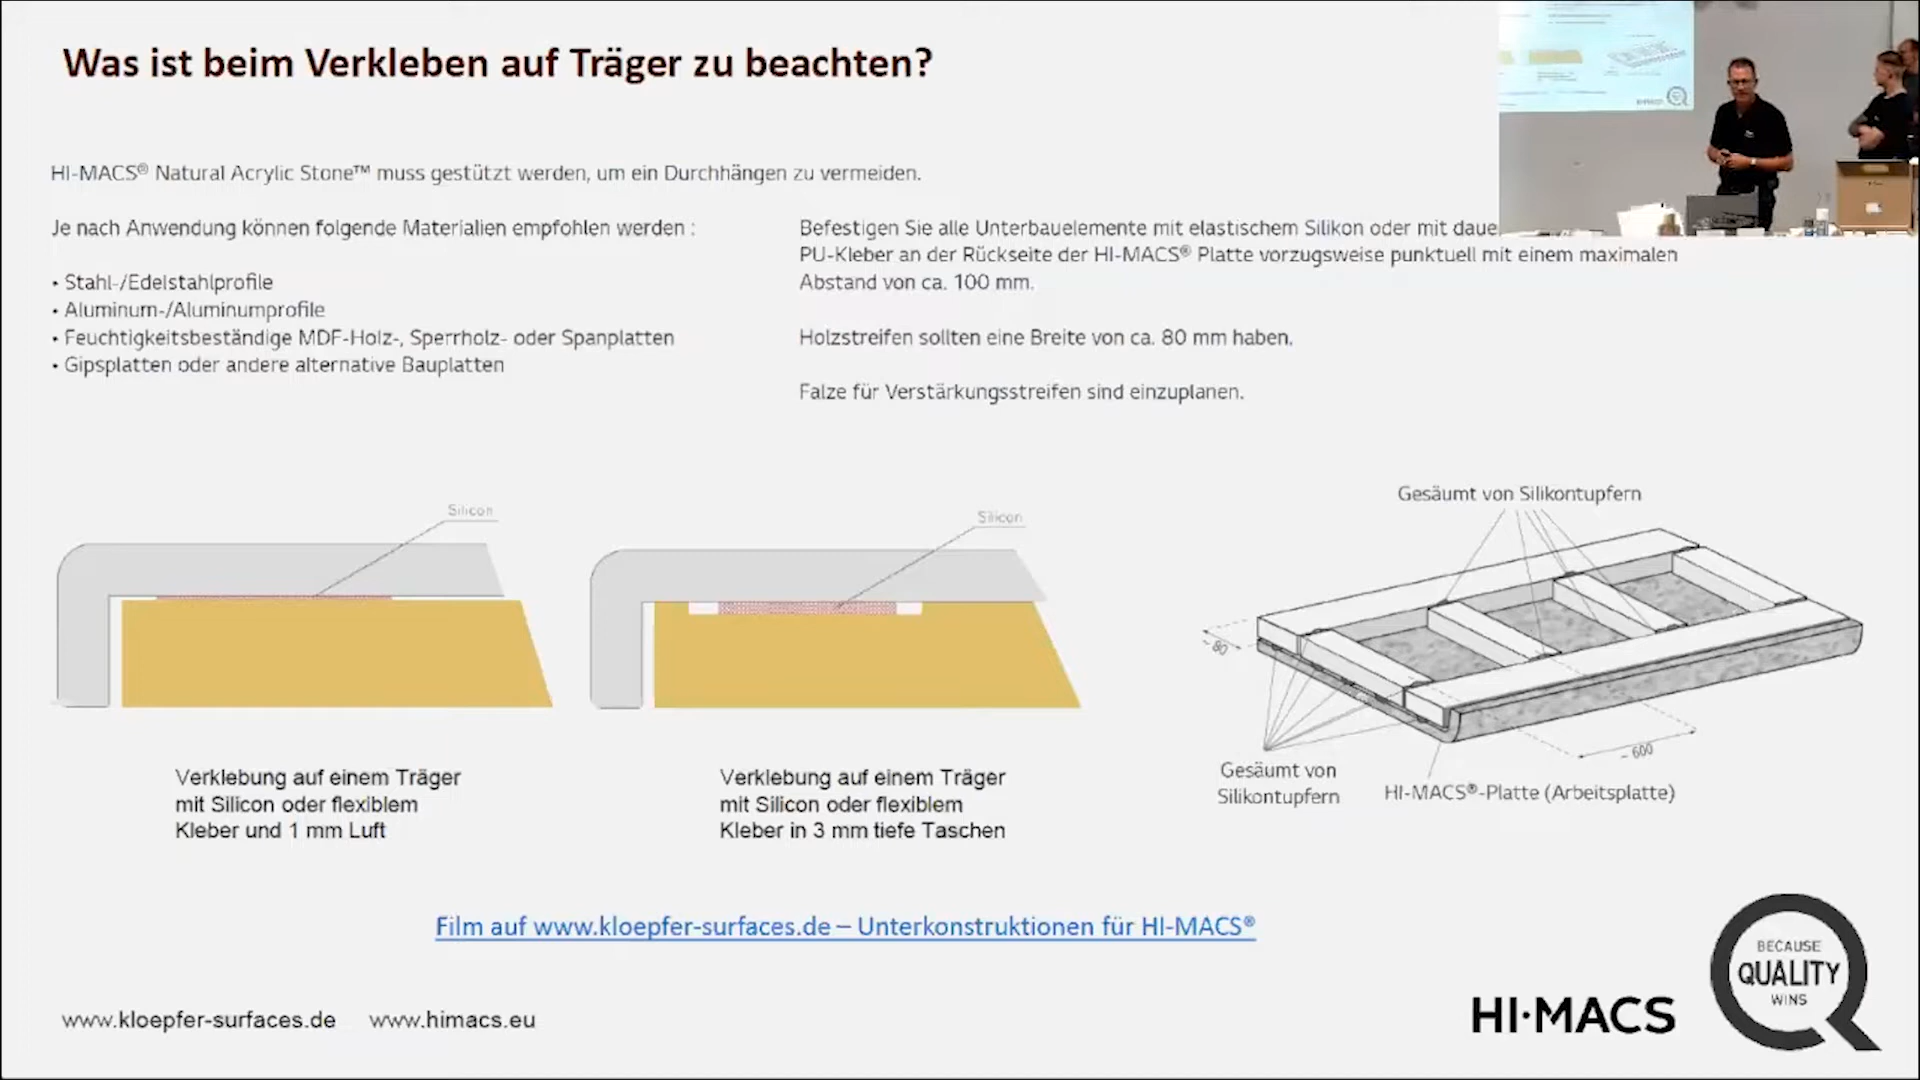 Was ist beim Verkleben auf Träger zu beachten?
HI-MACS® Natural Acrylic Stone™ muss gestützt werden, um ein Durchhängen zu vermeiden.
Je nach Anwendung können folgende Materialien empfohlen werden :
• Stahl-/Edelstahlprofile
• Aluminum-/Aluminumprofile
• Feuchtigkeitsbeständige MDF-Holz-, Sperrholz- oder Spanplatten
• Gipsplatten oder andere alternative Bauplatten
Befestigen Sie alle Unterbauelemente mit elastischem Silikon oder mit daue
PU-Kleber an der Rückseite der HI-MACS® Platte vorzugsweise punktuell mit einem maximalen
Abstand von ca. 100 mm.
Holzstreifen sollten eine Breite von ca. 80 mm haben.
Falze für Verstärkungsstreifen sind einzuplanen.
Silicon
Silicon
Gesäumt von Silikontupfern
~80
~600
Gesäumt von
Silikontupfern
HI-MACS®-Platte (Arbeitsplatte)
Verklebung auf einem Träger
mit Silicon oder flexiblem
Kleber und 1 mm Luft
Verklebung auf einem Träger
mit Silicon oder flexiblem
Kleber in 3 mm tiefe Taschen
Film auf www.kloepfer-surfaces.de – Unterkonstruktionen für HI-MACS®
www.kloepfer-surfaces.de www.himacs.eu
HI·MACS
BECAUSE
QUALITY
WINS